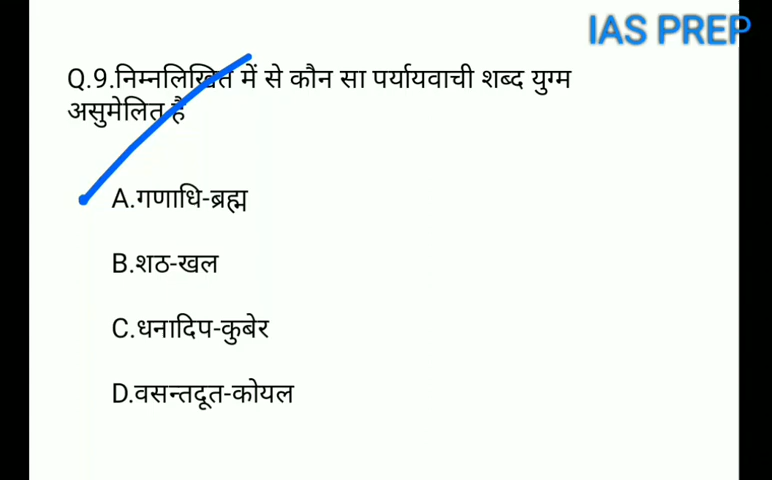 IAS PREP
Q.9.निम्नलिखित में से कौन सा पर्यायवाची शब्द युग्म
असुमेलित है
A.गणाधि-ब्रह्म
B.शठ-खल
C.धनादिप-कुबेर
D.वसन्तदूत-कोयल